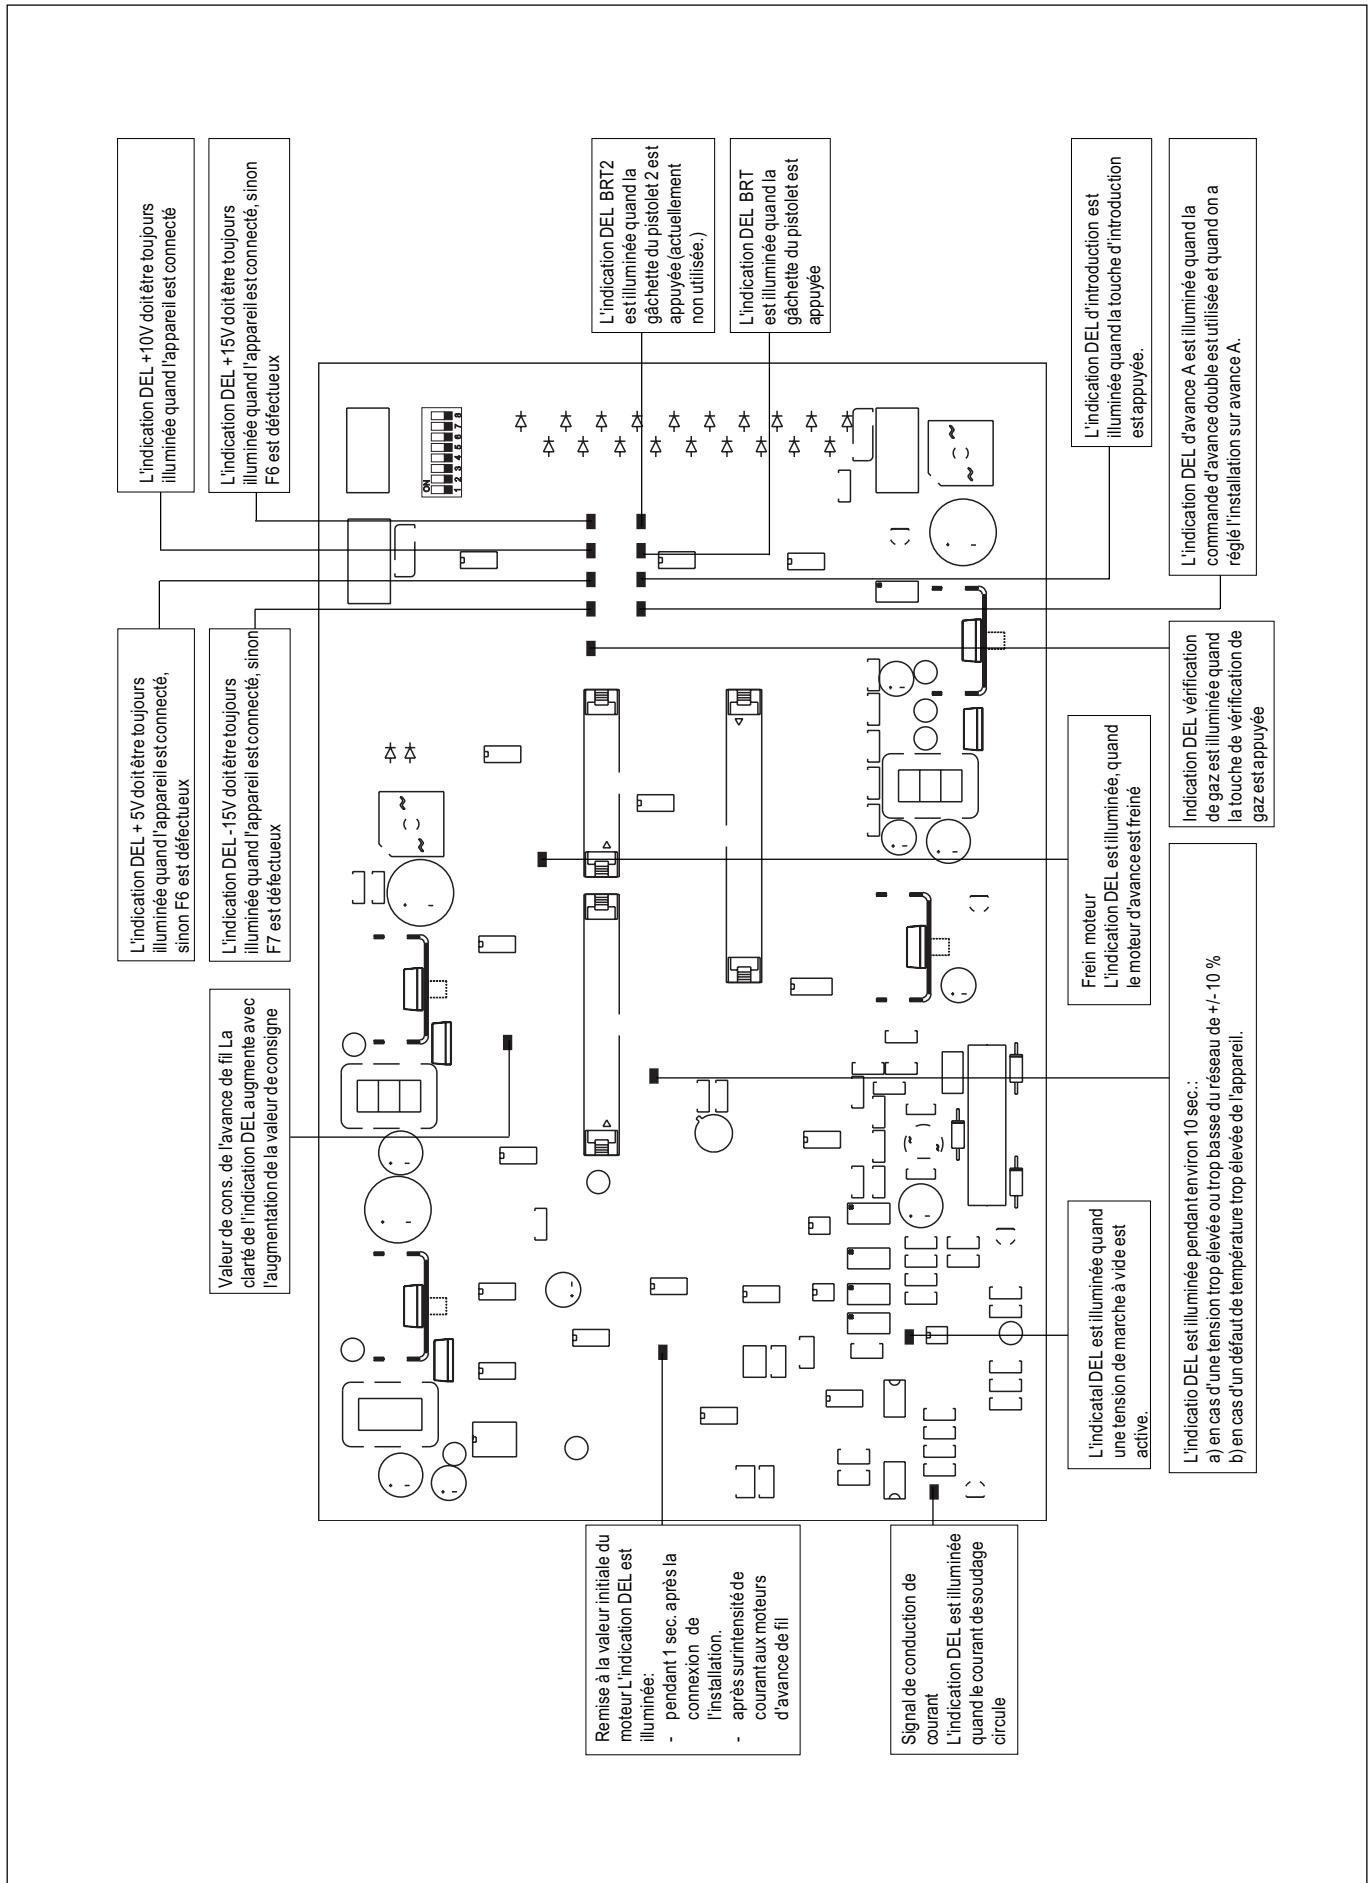 L'indication DEL +10V doit être toujours
illuminée quand l'appareil est connecté
L'indication DEL +15V doit être toujours
illuminée quand l'appareil est connecté, sinon
F6 est défectueux
L'indication DEL BRT2
est illuminée quand la
gâchette du pistolet 2 est
appuyée (actuellement
non utilisée.)
L'indication DEL BRT
est illuminée quand la
gâchette du pistolet est
appuyée
L'indication DEL d'introduction est
illuminée quand la touche d'introduction
est appuyée.
L'indication DEL d'avance A est illuminée quand la
commande d'avance double est utilisée et quand on a
réglé l'installation sur avance A.
ON
1 2 3 4 5 6 7 8
L'indication DEL + 5V doit être toujours
illuminée quand l'appareil est connecté,
sinon F6 est défectueux
L'indication DEL -15V doit être toujours
illuminée quand l'appareil est connecté, sinon
F7 est défectueux
Indication DEL vérification
de gaz est illuminée quand
la touche de vérification de
gaz est appuyée
Frein moteur
L'indication DEL est illuminée, quand
le moteur d'avance est freiné
Valeur de cons. de l'avance de fil La
clarté de l'indication DEL augmente avec
l'augmentation de la valeur de consigne
L'indicatio DEL est illuminée pendant environ 10 sec.:
a) en cas d'une tension trop élevée ou trop basse du réseau de +/- 10 %
b) en cas d'un défaut de température trop élevée de l'appareil.
L'indicatal DEL est illuminée quand
une tension de marche à vide est
active.
Remise à la valeur initiale du
moteur L'indication DEL est
illuminée:
- pendant 1 sec. après la
connexion de
l'installation.
- après surintensité de
courant aux moteurs
d'avance de fil
Signal de conduction de
courant
L'indication DEL est illuminée
quand le courant de soudage
circule